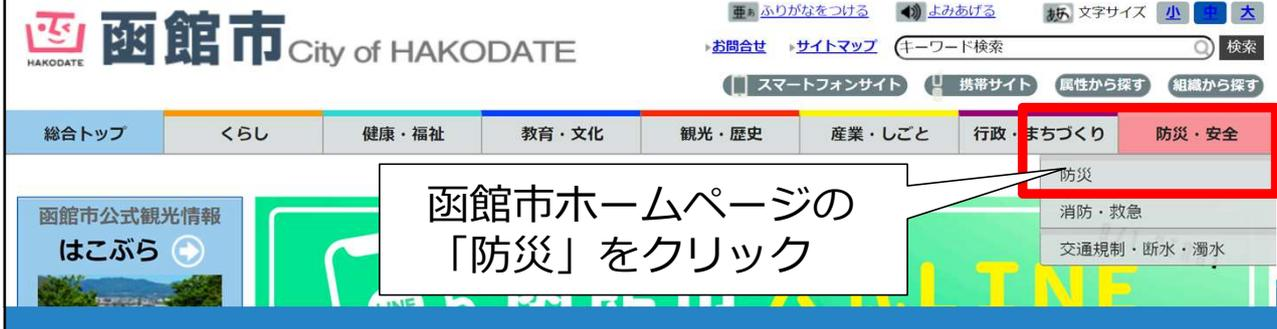 HAKODATE
函館市 City of HAKODATE
亜あ ふりがなをつける よみあげる あ 文字サイズ 小 中 大
お問合せ サイトマップ キーワード検索 検索
スマートフォンサイト 携帯サイト 属性から探す 組織から探す
総合トップ くらし 健康・福祉 教育・文化 観光・歴史 産業・しごと 行政・まちづくり 防災・安全
防災
消防・救急
交通規制・断水・濁水
函館市ホームページの
「防災」をクリック
函館市公式観光情報
はこぶら
LINE
LINE